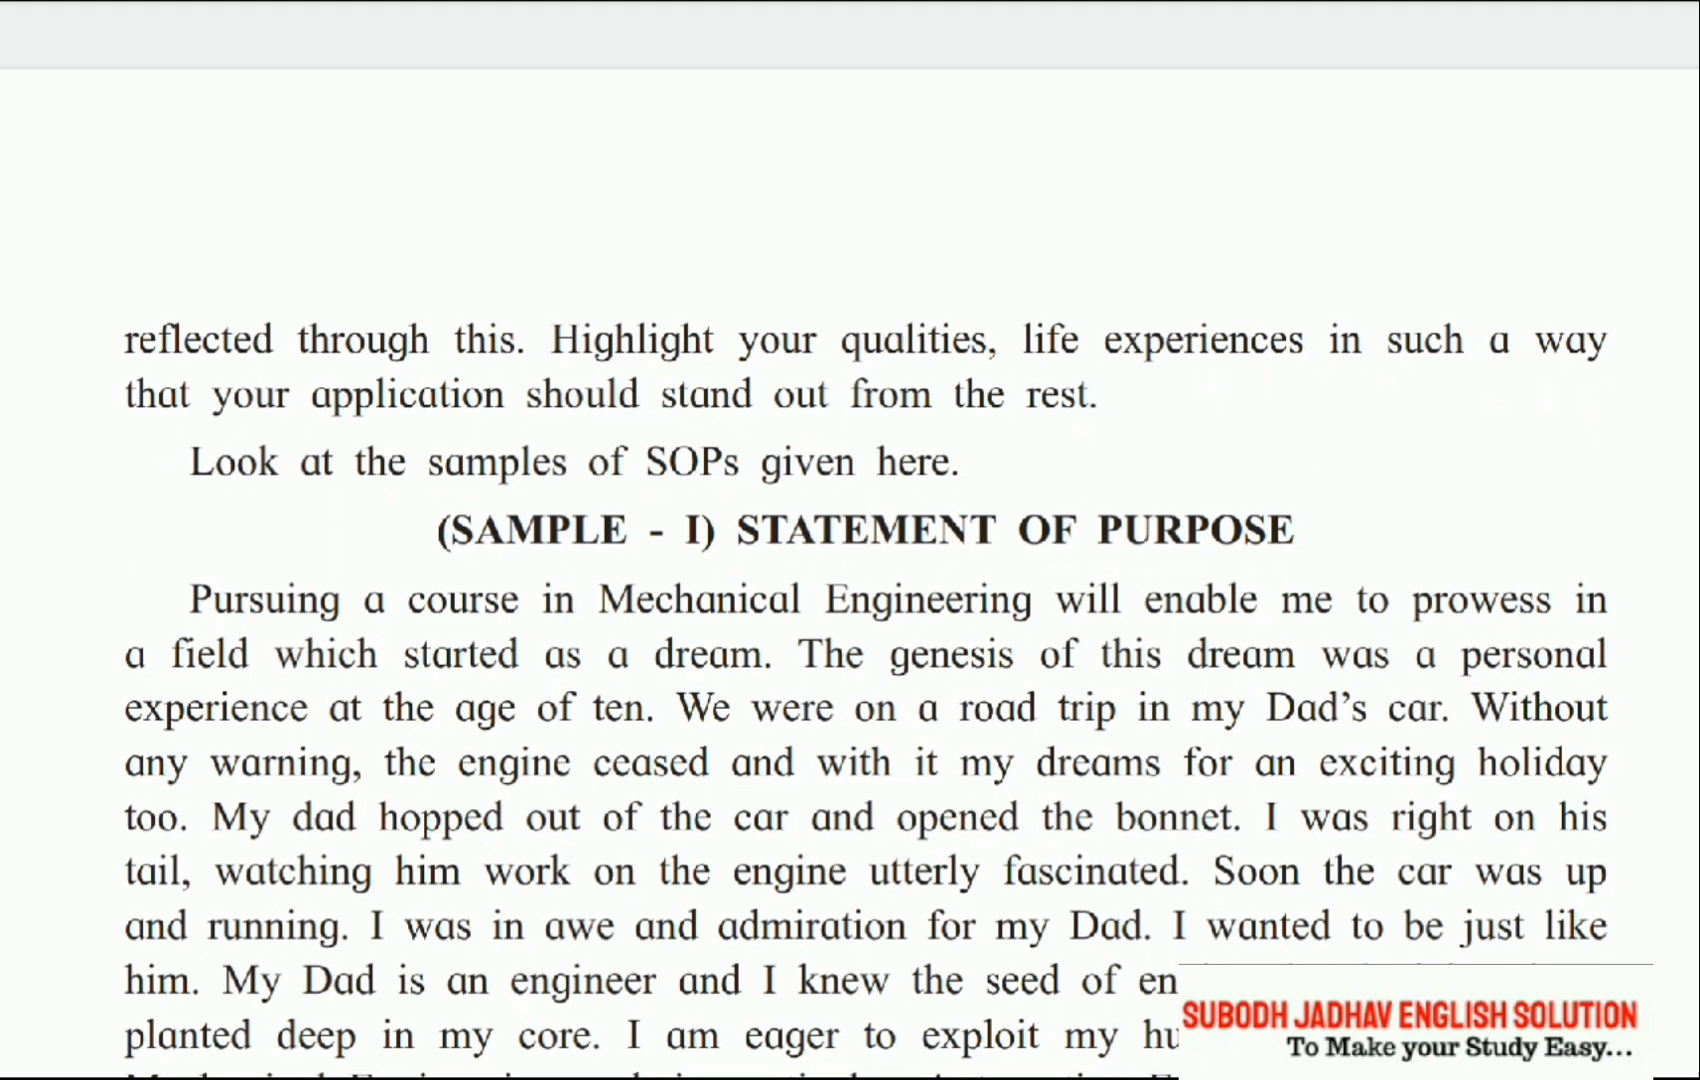 reflected through this. Highlight your qualities, life experiences in such a way
that your application should stand out from the rest.
Look at the samples of SOPs given here.
(SAMPLE - I) STATEMENT OF PURPOSE
Pursuing a course in Mechanical Engineering will enable me to prowess in
a field which started as a dream. The genesis of this dream was a personal
experience at the age of ten. We were on a road trip in my Dad's car. Without
any warning, the engine ceased and with it my dreams for an exciting holiday
too. My dad hopped out of the car and opened the bonnet. I was right on his
tail, watching him work on the engine utterly fascinated. Soon the car was up
and running. I was in awe and admiration for my Dad. I wanted to be just like
him. My Dad is an engineer and I knew the seed of
planted deep in my core. I am eager to exploit my
SUBODH JADHAV ENGLISH SOLUTION
To Make your Study Easy...